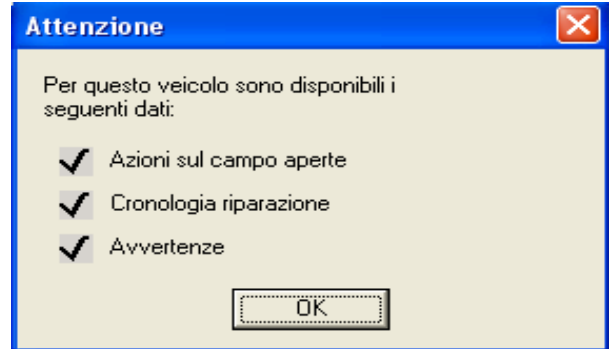 Attenzione
Per questo veicolo sono disponibili i
seguenti dati:
Azioni sul campo aperte
Cronologia riparazione
Avvertenze
OK